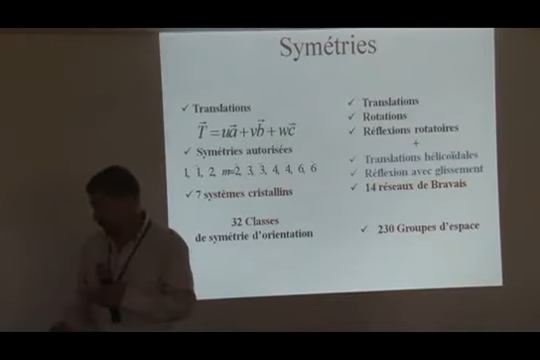 Symétries
✓ Translations
T⃗ = ua⃗ + vb⃗ + wc⃗
✓ Symétries autorisées
1, 1̄, 2, m=2̄, 3, 3̄, 4, 4̄, 6, 6̄
✓ 7 systèmes cristallins
32 Classes
de symétrie d'orientation
✓ Translations
✓ Rotations
✓ Réflexions rotatoires
+
✓ Translations hélicoïdales
✓ Réflexion avec glissement
✓ 14 réseaux de Bravais
✓ 230 Groupes d'espace